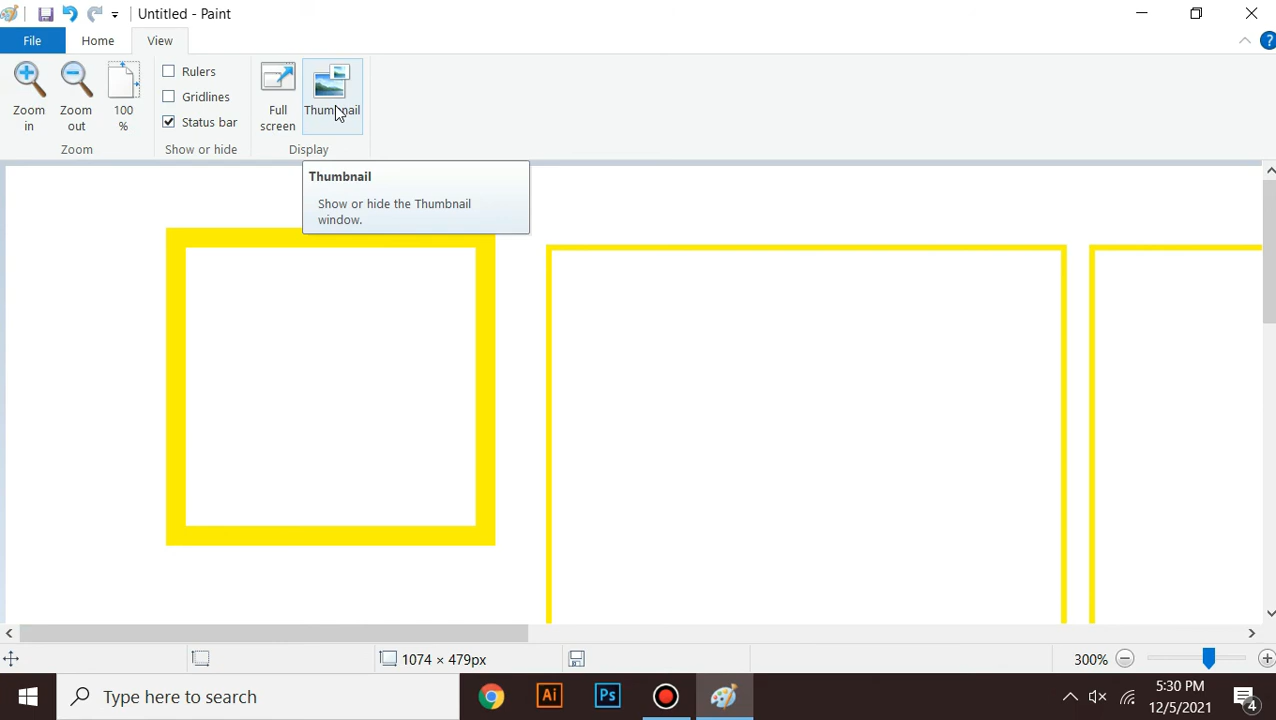 Untitled - Paint
File Home View
Zoom in
Zoom out
100 %
Rulers
Gridlines
Status bar
Full screen
Thumbnail
Zoom
Show or hide
Display
Thumbnail
Show or hide the Thumbnail
window.
1074 × 479px
300%
Type here to search
Ai
Ps
5:30 PM
12/5/2021
4